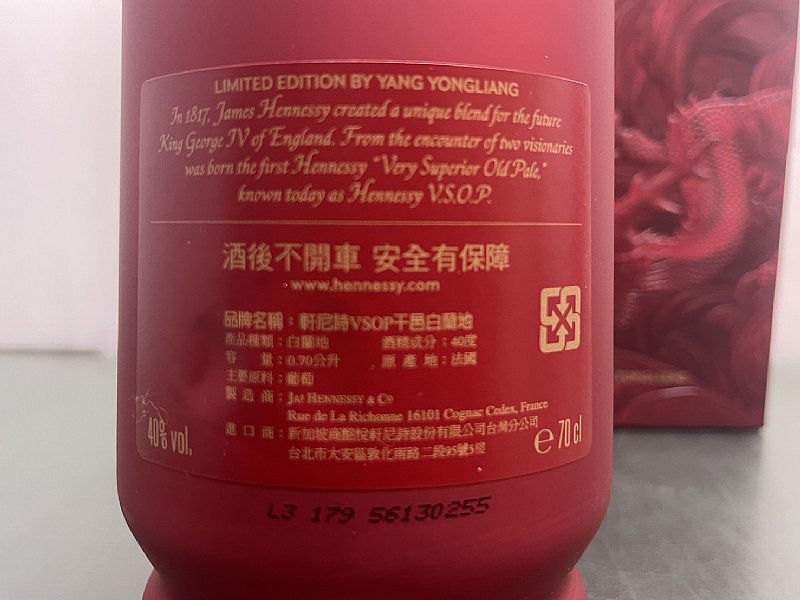 LIMITED EDITION BY YANG YONGLIANG
In 1817, James Hennessy created a unique blend for the future
King George IV of England. From the encounter of two visionaries
was born the first Hennessy "Very Superior Old Pale,"
known today as Hennessy V.S.O.P.
酒後不開車 安全有保障
www.hennessy.com
品牌名稱：軒尼詩VSOP干邑白蘭地
產品種類：白蘭地 酒精成分：40度
容 量：0.70公升 原 產 地：法國
主要原料：葡萄
製 造 商：JAS HENNESSY & CO
Rue de La Richonne 16101 Cognac Cedex, France
進 口 商：新加坡商酩悅軒尼詩股份有限公司台灣分公司
台北市大安區敦化南路二段95號5樓
40% vol.
e 70 cl
L3 179 56130255